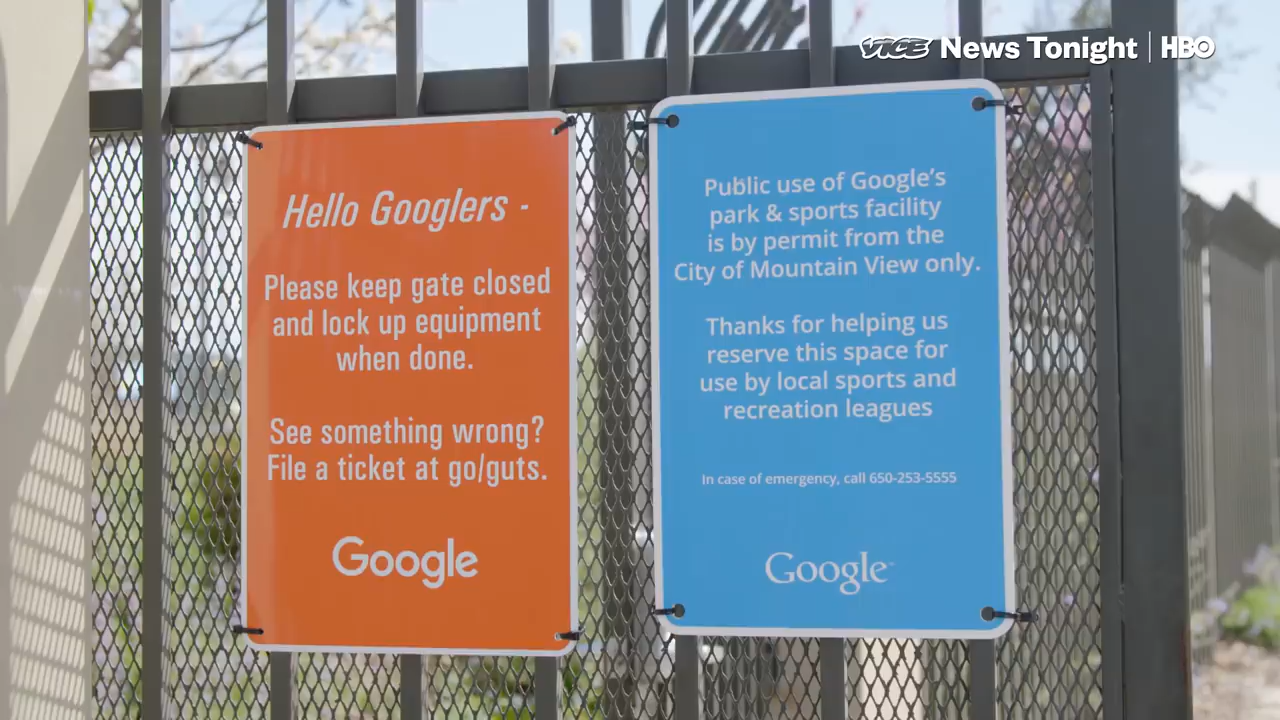 VICE News Tonight | HBO
Hello Googlers -
Please keep gate closed
and lock up equipment
when done.
See something wrong?
File a ticket at go/guts.
Google
Public use of Google's
park & sports facility
is by permit from the
City of Mountain View only.
Thanks for helping us
reserve this space for
use by local sports and
recreation leagues
In case of emergency, call 650-253-5555
Google